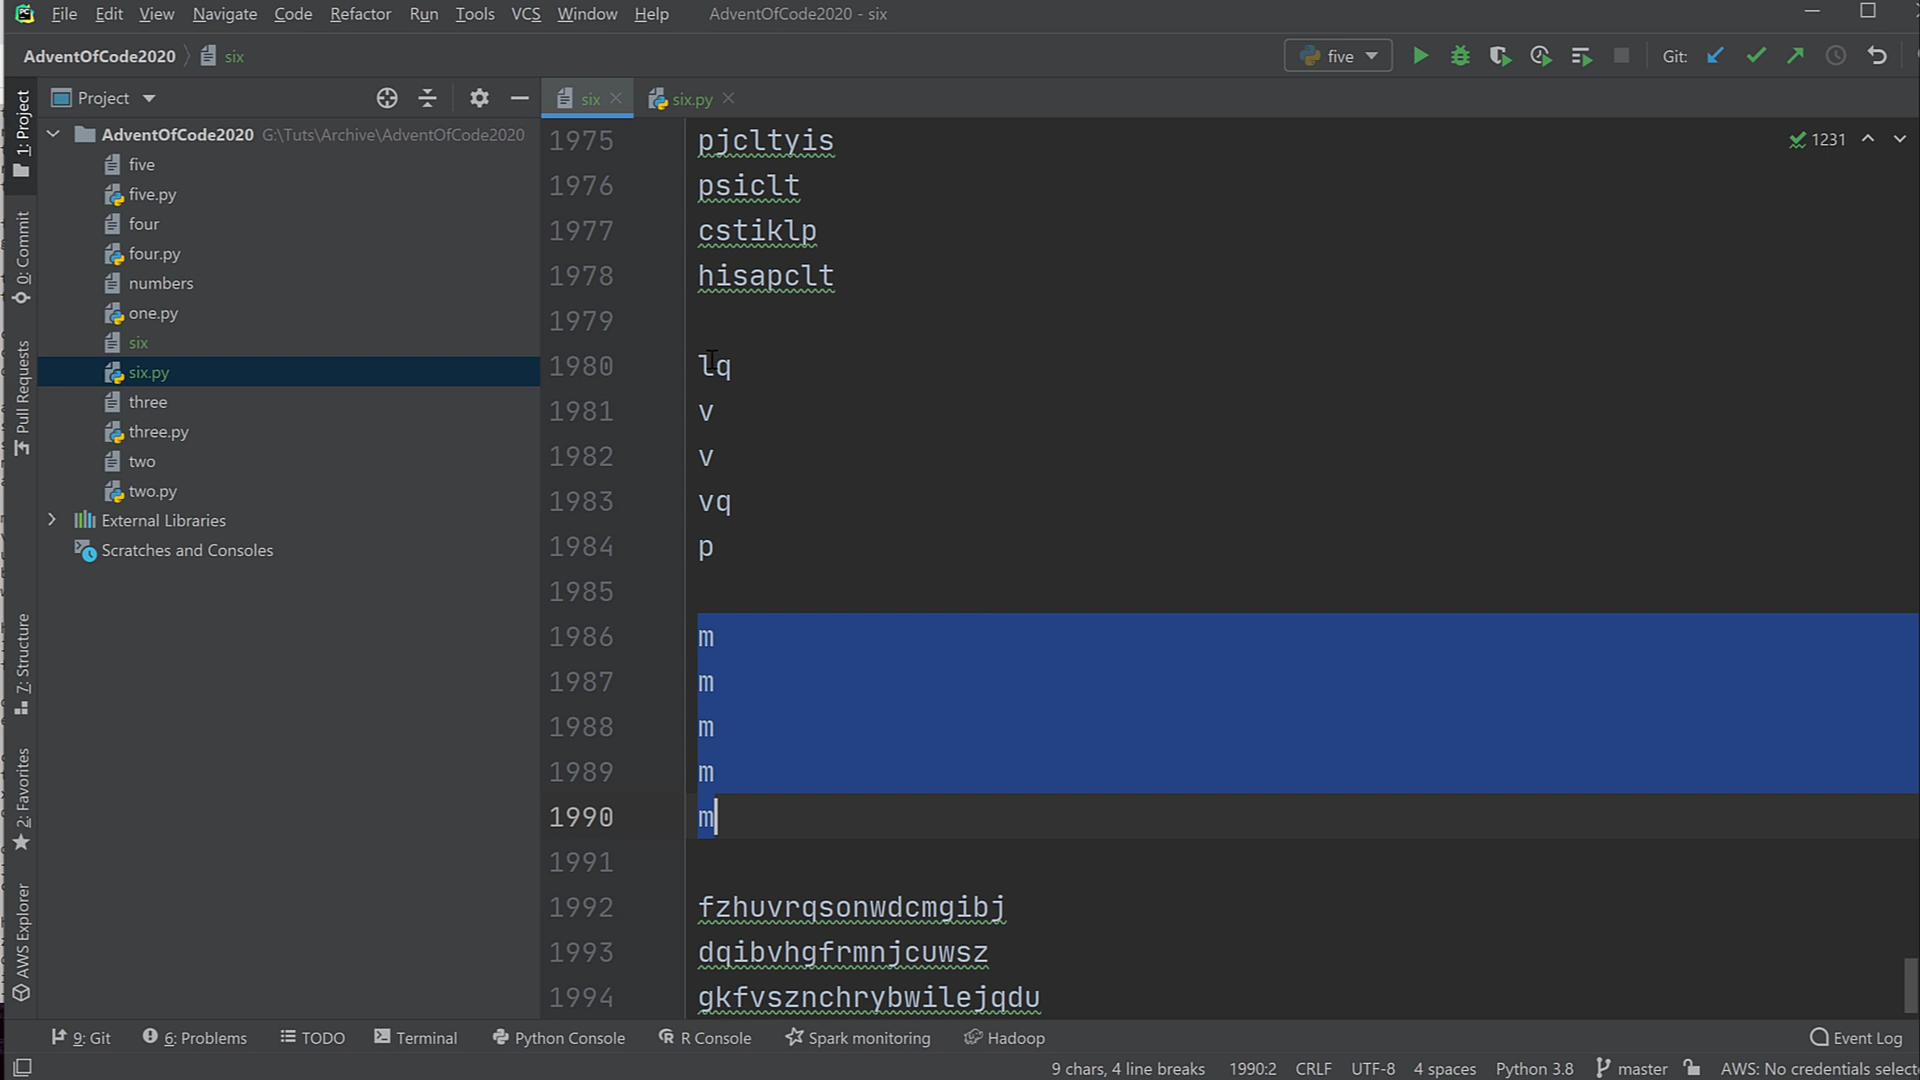 File Edit View Navigate Code Refactor Run Tools VCS Window Help AdventOfCode2020 - six
AdventOfCode2020 six five Git:
Project six six.py
AdventOfCode2020 G:\Tuts\Archive\AdventOfCode2020
five
five.py
four
four.py
numbers
one.py
six
six.py
three
three.py
two
two.py
External Libraries
Scratches and Consoles
1: Project
0: Commit
Pull Requests
7: Structure
2: Favorites
AWS Explorer
1231
1975 pjcltyis
1976 psiclt
1977 cstiklp
1978 hisapclt
1979
1980 lq
1981 v
1982 v
1983 vq
1984 p
1985
1986 m
1987 m
1988 m
1989 m
1990 m
1991
1992 fzhuvrqsonwdcmgibj
1993 dqibvhgfrmnjcuwsz
1994 gkfvsznchrybwilejqdu
9: Git 6: Problems TODO Terminal Python Console R Console Spark monitoring Hadoop Event Log
9 chars, 4 line breaks 1990:2 CRLF UTF-8 4 spaces Python 3.8 master AWS: No credentials select